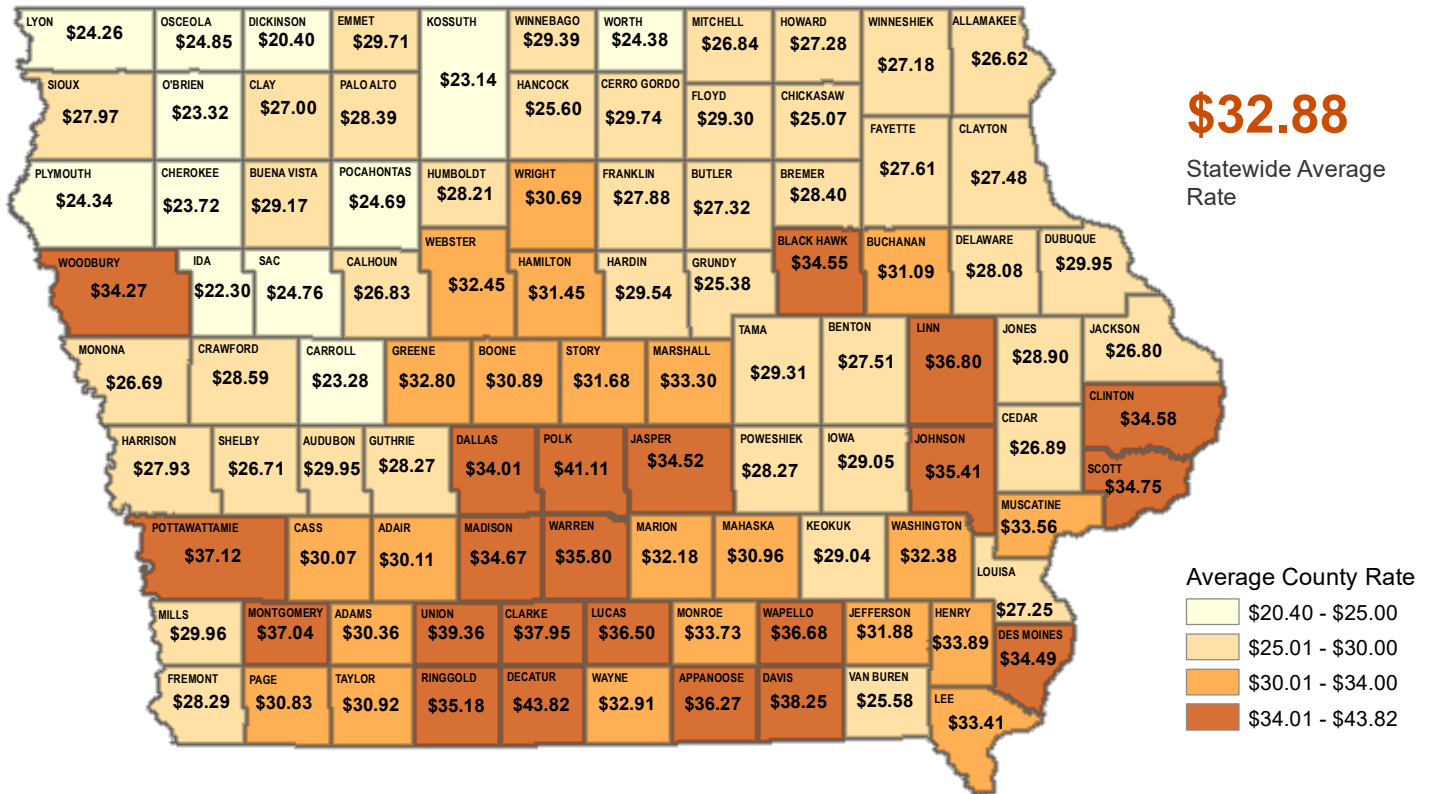 LYON
$24.26
OSCEOLA
$24.85
DICKINSON
$20.40
EMMET
$29.71
KOSSUTH
$23.14
WINNEBAGO
$29.39
WORTH
$24.38
MITCHELL
$26.84
HOWARD
$27.28
WINNESHIEK
$27.18
ALLAMAKEE
$26.62
SIOUX
$27.97
O'BRIEN
$23.32
CLAY
$27.00
PALO ALTO
$28.39
HANCOCK
$25.60
CERRO GORDO
$29.74
FLOYD
$29.30
CHICKASAW
$25.07
FAYETTE
$27.61
CLAYTON
$27.48
PLYMOUTH
$24.34
CHEROKEE
$23.72
BUENA VISTA
$29.17
POCAHONTAS
$24.69
HUMBOLDT
$28.21
WRIGHT
$30.69
FRANKLIN
$27.88
BUTLER
$27.32
BREMER
$28.40
WOODBURY
$34.27
IDA
$22.30
SAC
$24.76
CALHOUN
$26.83
WEBSTER
$32.45
HAMILTON
$31.45
HARDIN
$29.54
GRUNDY
$25.38
BLACK HAWK
$34.55
BUCHANAN
$31.09
DELAWARE
$28.08
DUBUQUE
$29.95
MONONA
$26.69
CRAWFORD
$28.59
CARROLL
$23.28
GREENE
$32.80
BOONE
$30.89
STORY
$31.68
MARSHALL
$33.30
TAMA
$29.31
BENTON
$27.51
LINN
$36.80
JONES
$28.90
JACKSON
$26.80
CLINTON
$34.58
CEDAR
$26.89
HARRISON
$27.93
SHELBY
$26.71
AUDUBON
$29.95
GUTHRIE
$28.27
DALLAS
$34.01
POLK
$41.11
JASPER
$34.52
POWESHIEK
$28.27
IOWA
$29.05
JOHNSON
$35.41
SCOTT
$34.75
MUSCATINE
$33.56
POTTAWATTAMIE
$37.12
CASS
$30.07
ADAIR
$30.11
MADISON
$34.67
WARREN
$35.80
MARION
$32.18
MAHASKA
$30.96
KEOKUK
$29.04
WASHINGTON
$32.38
LOUISA
$27.25
MILLS
$29.96
MONTGOMERY
$37.04
ADAMS
$30.36
UNION
$39.36
CLARKE
$37.95
LUCAS
$36.50
MONROE
$33.73
WAPELLO
$36.68
JEFFERSON
$31.88
HENRY
$33.89
DES MOINES
$34.49
FREMONT
$28.29
PAGE
$30.83
TAYLOR
$30.92
RINGGOLD
$35.18
DECATUR
$43.82
WAYNE
$32.91
APPANOOSE
$36.27
DAVIS
$38.25
VAN BUREN
$25.58
LEE
$33.41
$32.88
Statewide Average
Rate
Average County Rate
$20.40 - $25.00
$25.01 - $30.00
$30.01 - $34.00
$34.01 - $43.82